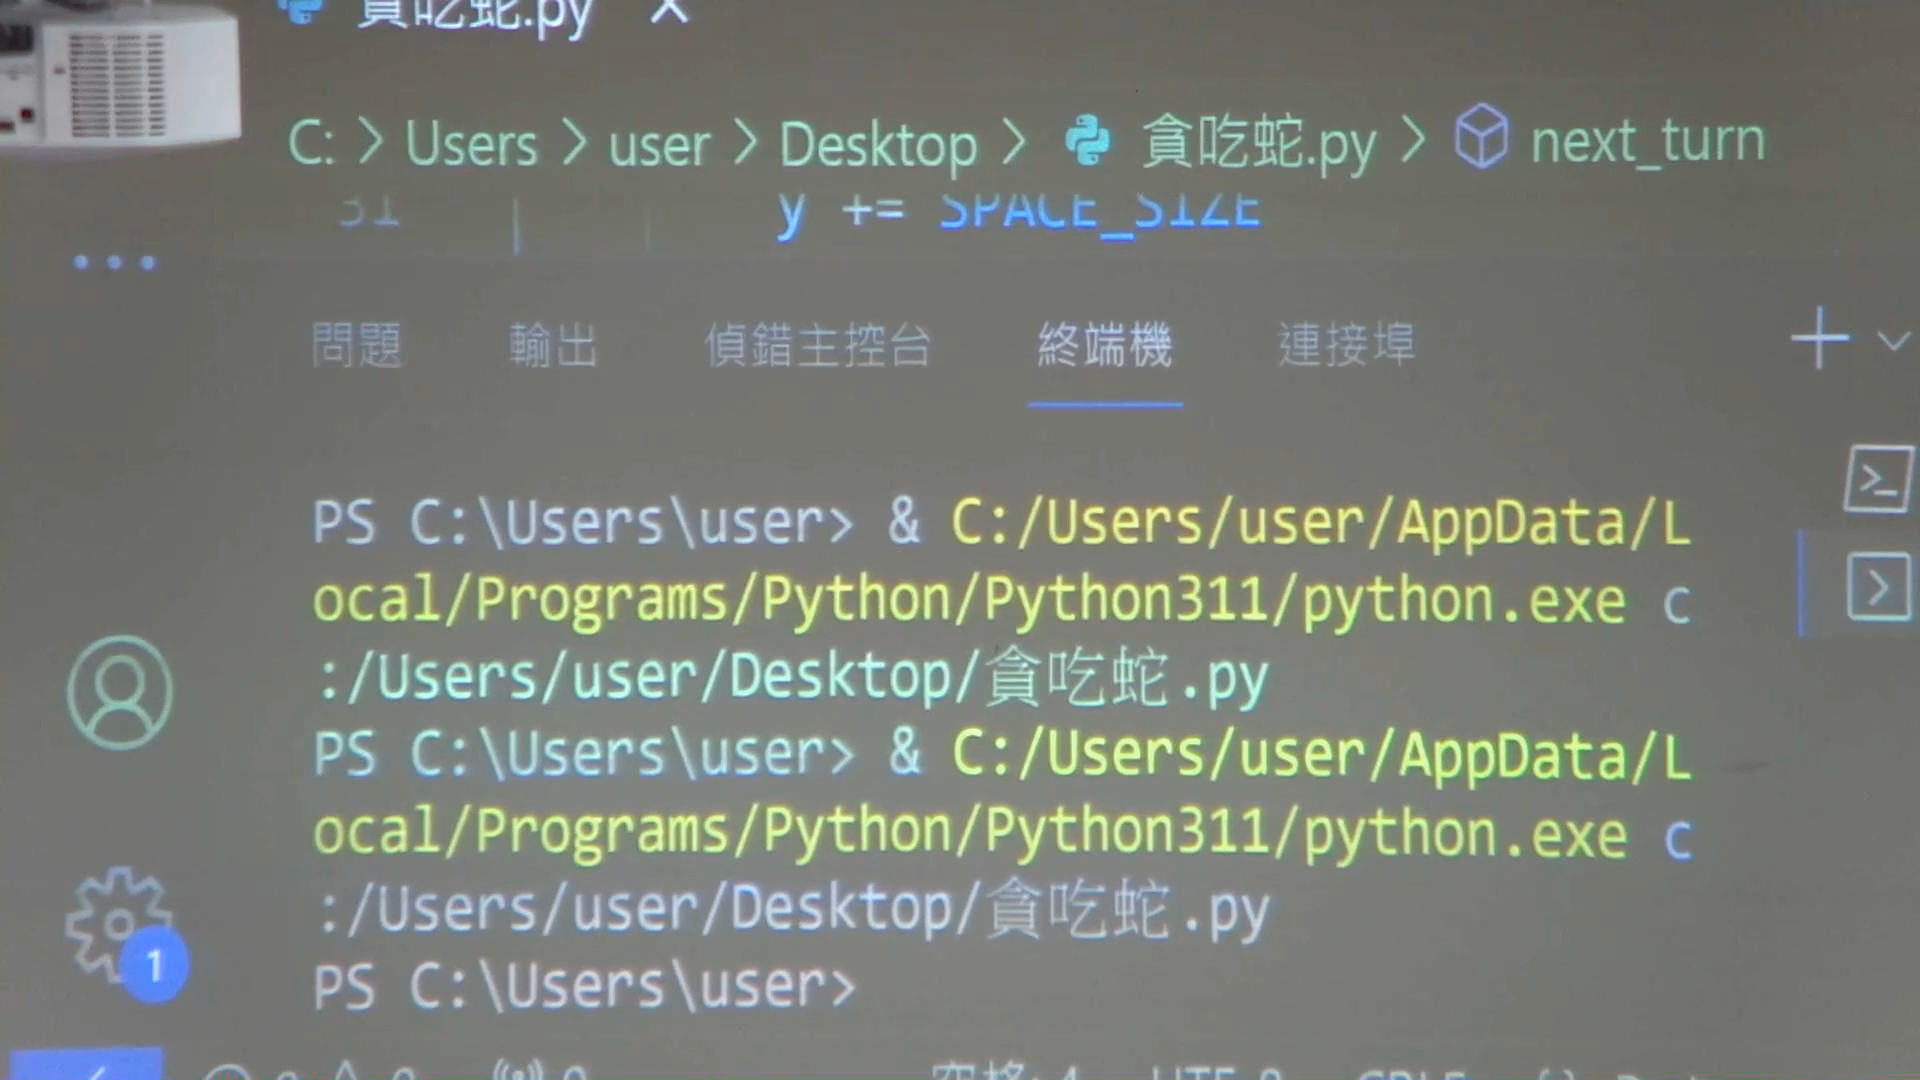 貪吃蛇.py ×
C: > Users > user > Desktop > 貪吃蛇.py > next_turn
31 y += SPACE_SIZE
問題 輸出 偵錯主控台 終端機 連接埠
PS C:\Users\user> & C:/Users/user/AppData/L
ocal/Programs/Python/Python311/python.exe c
:/Users/user/Desktop/貪吃蛇.py
PS C:\Users\user> & C:/Users/user/AppData/L
ocal/Programs/Python/Python311/python.exe c
:/Users/user/Desktop/貪吃蛇.py
PS C:\Users\user>
1